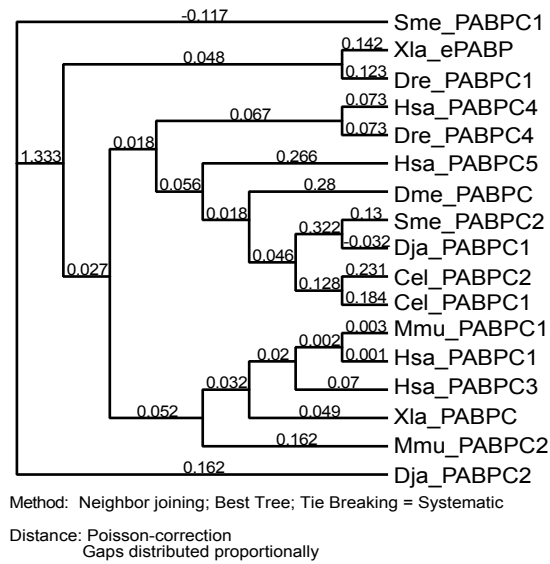 -0.117 Sme_PABPC1
0.142 Xla_ePABP
0.048
0.123 Dre_PABPC1
0.073 Hsa_PABPC4
0.067
0.073 Dre_PABPC4
0.018
1.333 0.266 Hsa_PABPC5
0.056 0.28 Dme_PABPC
0.018 0.13 Sme_PABPC2
0.322
0.046 -0.032 Dja_PABPC1
0.027 0.231 Cel_PABPC2
0.128
0.184 Cel_PABPC1
0.003 Mmu_PABPC1
0.002
0.02 0.001 Hsa_PABPC1
0.032 0.07 Hsa_PABPC3
0.052 0.049 Xla_PABPC
0.162 Mmu_PABPC2
0.162 Dja_PABPC2
Method: Neighbor joining; Best Tree; Tie Breaking = Systematic
Distance: Poisson-correction
Gaps distributed proportionally